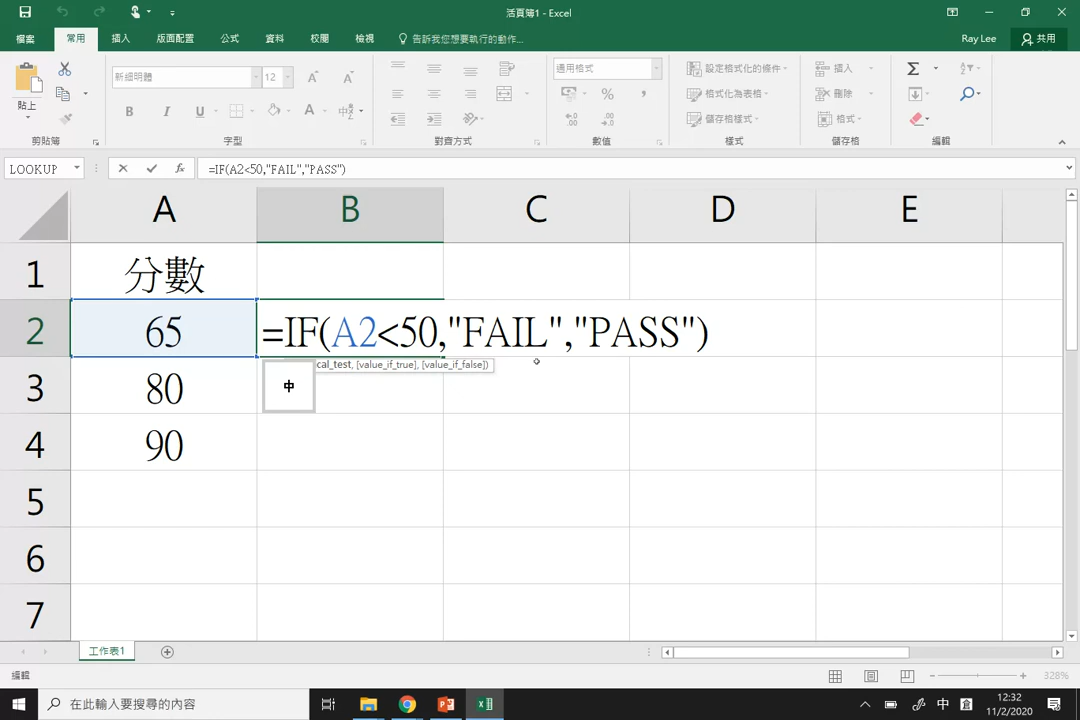 活頁簿1 - Excel
檔案 常用 插入 版面配置 公式 資料 校閱 檢視 告訴我您想要執行的動作... Ray Lee 共用
貼上
新細明體 12
B I U A 中
通用格式
% ,
設定格式化的條件
格式化為表格
儲存格樣式
插入
刪除
格式
剪貼簿 字型 對齊方式 數值 樣式 儲存格 編輯
LOOKUP fx =IF(A2<50,"FAIL","PASS")
A B C D E
1 分數
2 65 =IF(A2<50,"FAIL","PASS")
cal_test, [value_if_true], [value_if_false])
中
3 80
4 90
5
6
7
工作表1
編輯 328%
在此輸入要搜尋的內容
中 12:32
11/2/2020